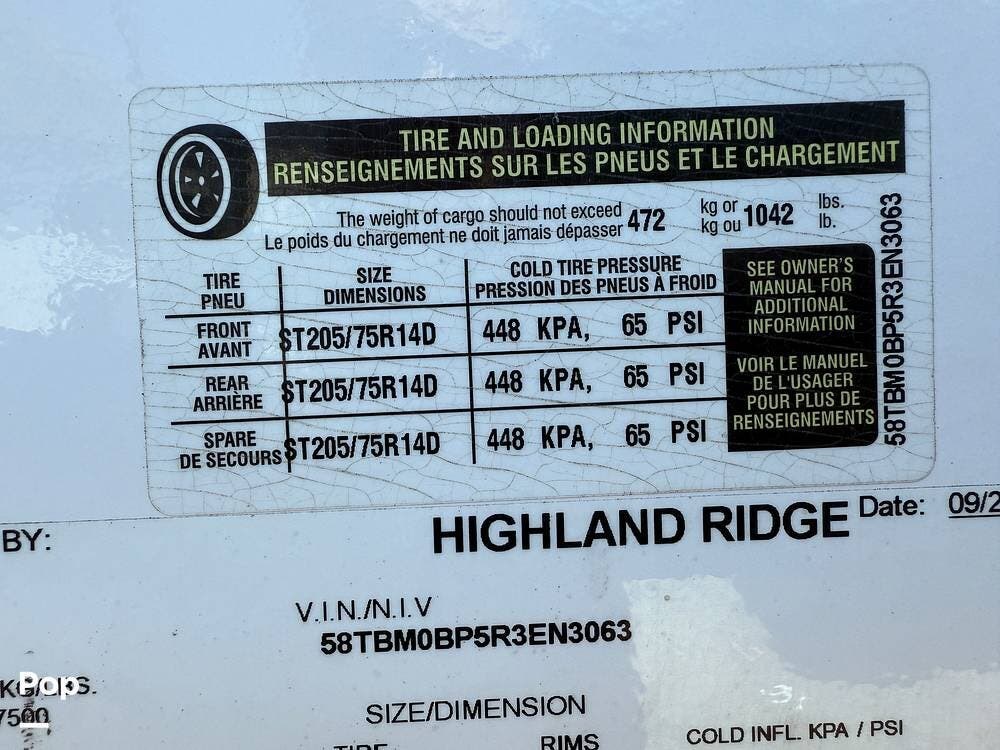 TIRE AND LOADING INFORMATION
RENSEIGNEMENTS SUR LES PNEUS ET LE CHARGEMENT
The weight of cargo should not exceed 472 kg or 1042 lbs.
Le poids du chargement ne doit jamais dépasser kg ou lb.
TIRE PNEU
SIZE DIMENSIONS
COLD TIRE PRESSURE
PRESSION DES PNEUS À FROID
FRONT AVANT
ST205/75R14D
448 KPA, 65 PSI
REAR ARRIÈRE
ST205/75R14D
448 KPA, 65 PSI
SPARE DE SECOURS
ST205/75R14D
448 KPA, 65 PSI
SEE OWNER'S
MANUAL FOR
ADDITIONAL
INFORMATION
VOIR LE MANUEL
DE L'USAGER
POUR PLUS DE
RENSEIGNEMENTS
58TBM0BP5R3EN3063
BY:
HIGHLAND RIDGE
Date: 09/2
V.I.N./N.I.V
58TBM0BP5R3EN3063
Pop
7500
SIZE/DIMENSION
TIRE RIMS
COLD INFL. KPA / PSI